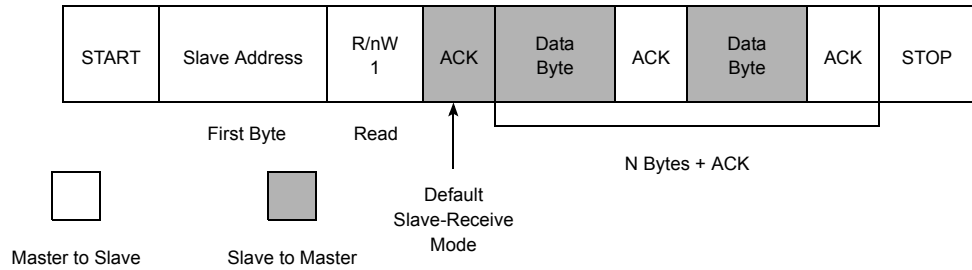 START
Slave Address
R/nW
1
ACK
Data
Byte
ACK
Data
Byte
ACK
STOP
First Byte
Read
N Bytes + ACK
Default
Slave-Receive
Mode
Master to Slave
Slave to Master